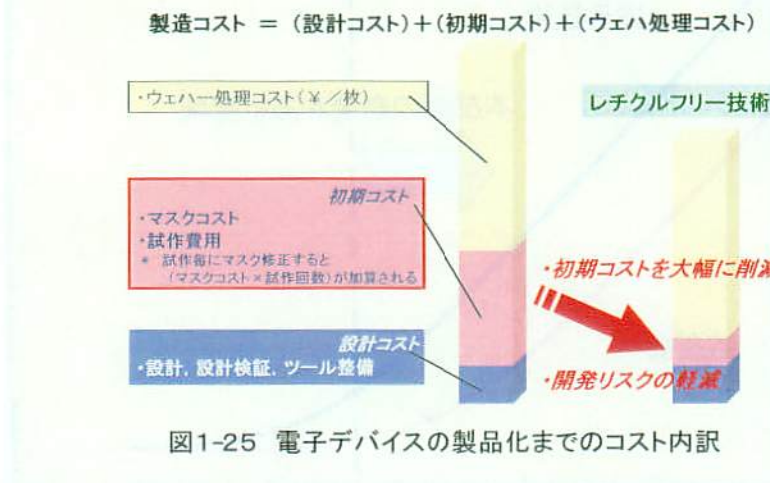 製造コスト ＝ (設計コスト)＋(初期コスト)＋(ウェハ処理コスト)
・ウェハー処理コスト(￥／枚)
レチクルフリー技術
初期コスト
・マスクコスト
・試作費用
＊ 試作毎にマスク修正すると
(マスクコスト×試作回数)が加算される
・初期コストを大幅に削減
設計コスト
・設計, 設計検証, ツール整備
・開発リスクの軽減
図1-25 電子デバイスの製品化までのコスト内訳